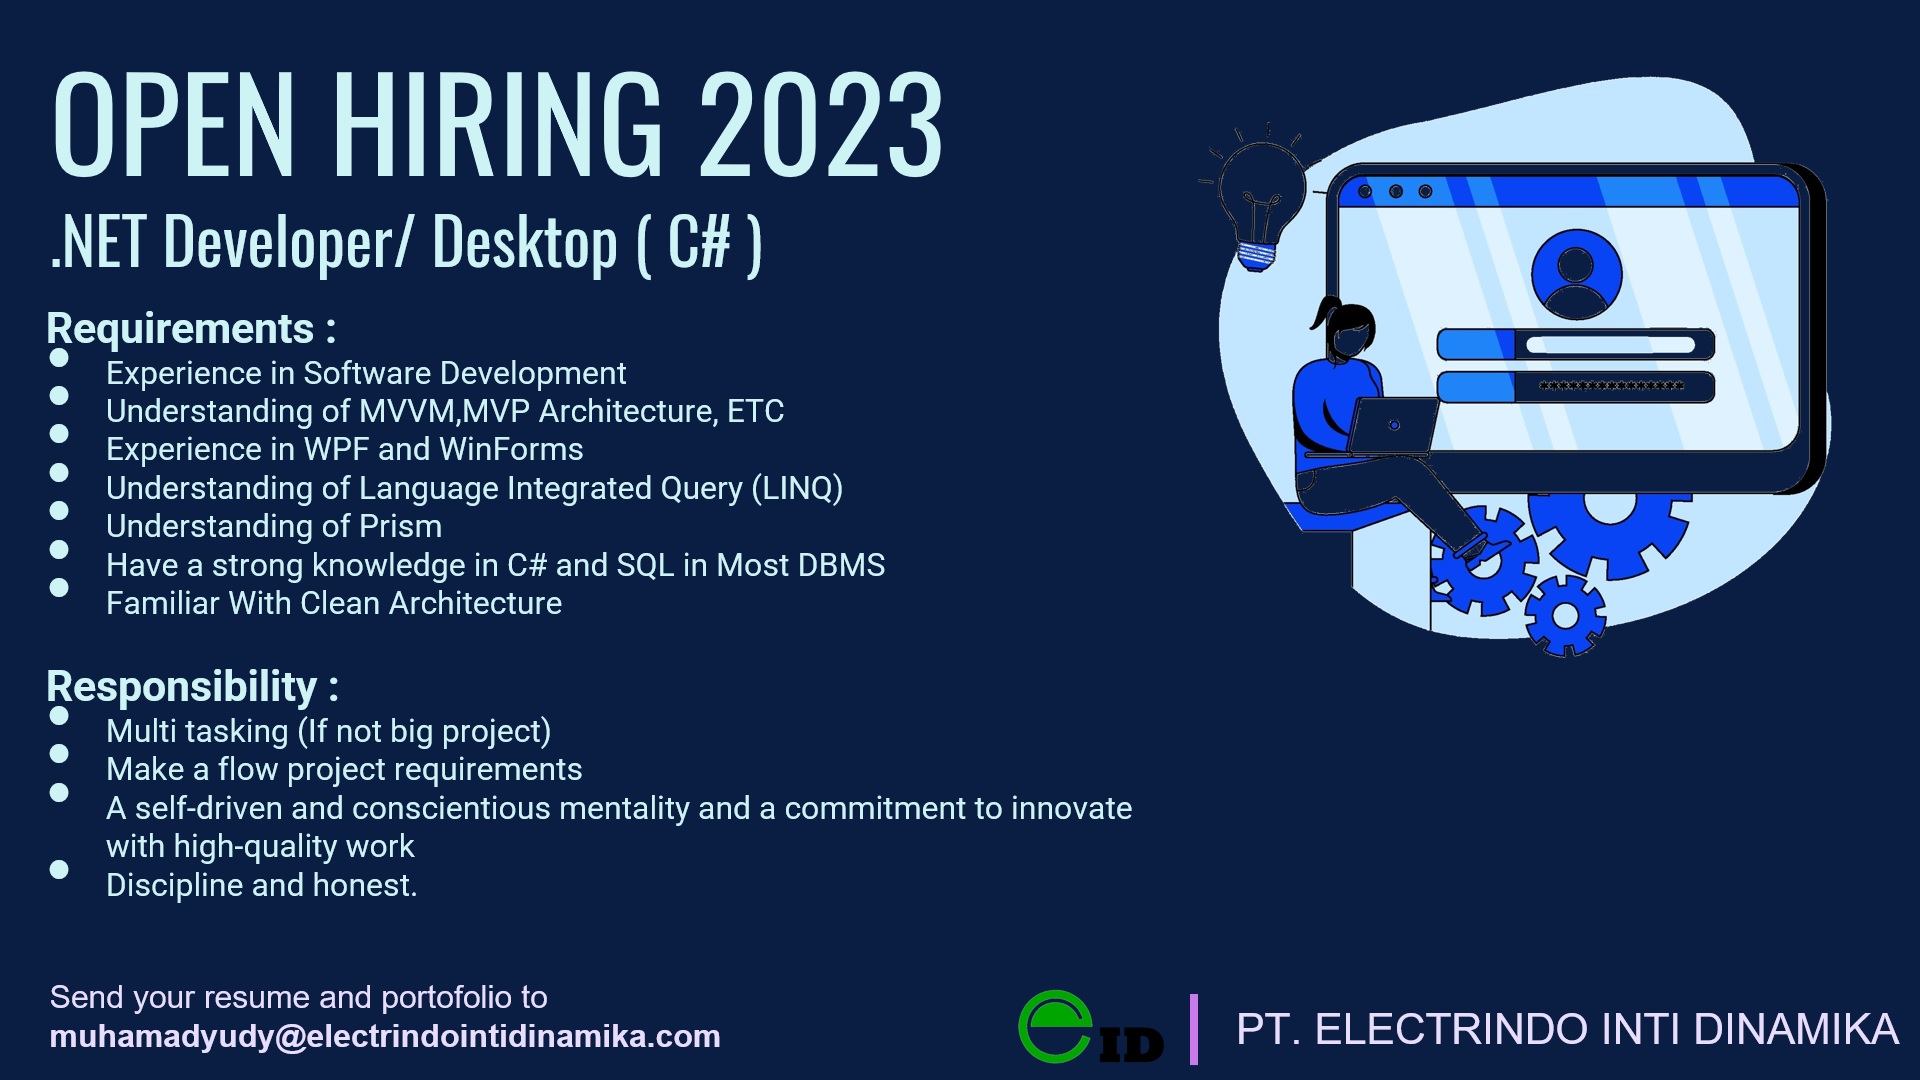 OPEN HIRING 2023
.NET Developer/ Desktop ( C# )
Requirements :
Experience in Software Development
Understanding of MVVM,MVP Architecture, ETC
Experience in WPF and WinForms
Understanding of Language Integrated Query (LINQ)
Understanding of Prism
Have a strong knowledge in C# and SQL in Most DBMS
Familiar With Clean Architecture
Responsibility :
Multi tasking (If not big project)
Make a flow project requirements
A self-driven and conscientious mentality and a commitment to innovate
with high-quality work
Discipline and honest.
Send your resume and portofolio to
muhamadyudy@electrindointidinamika.com
e ID
PT. ELECTRINDO INTI DINAMIKA